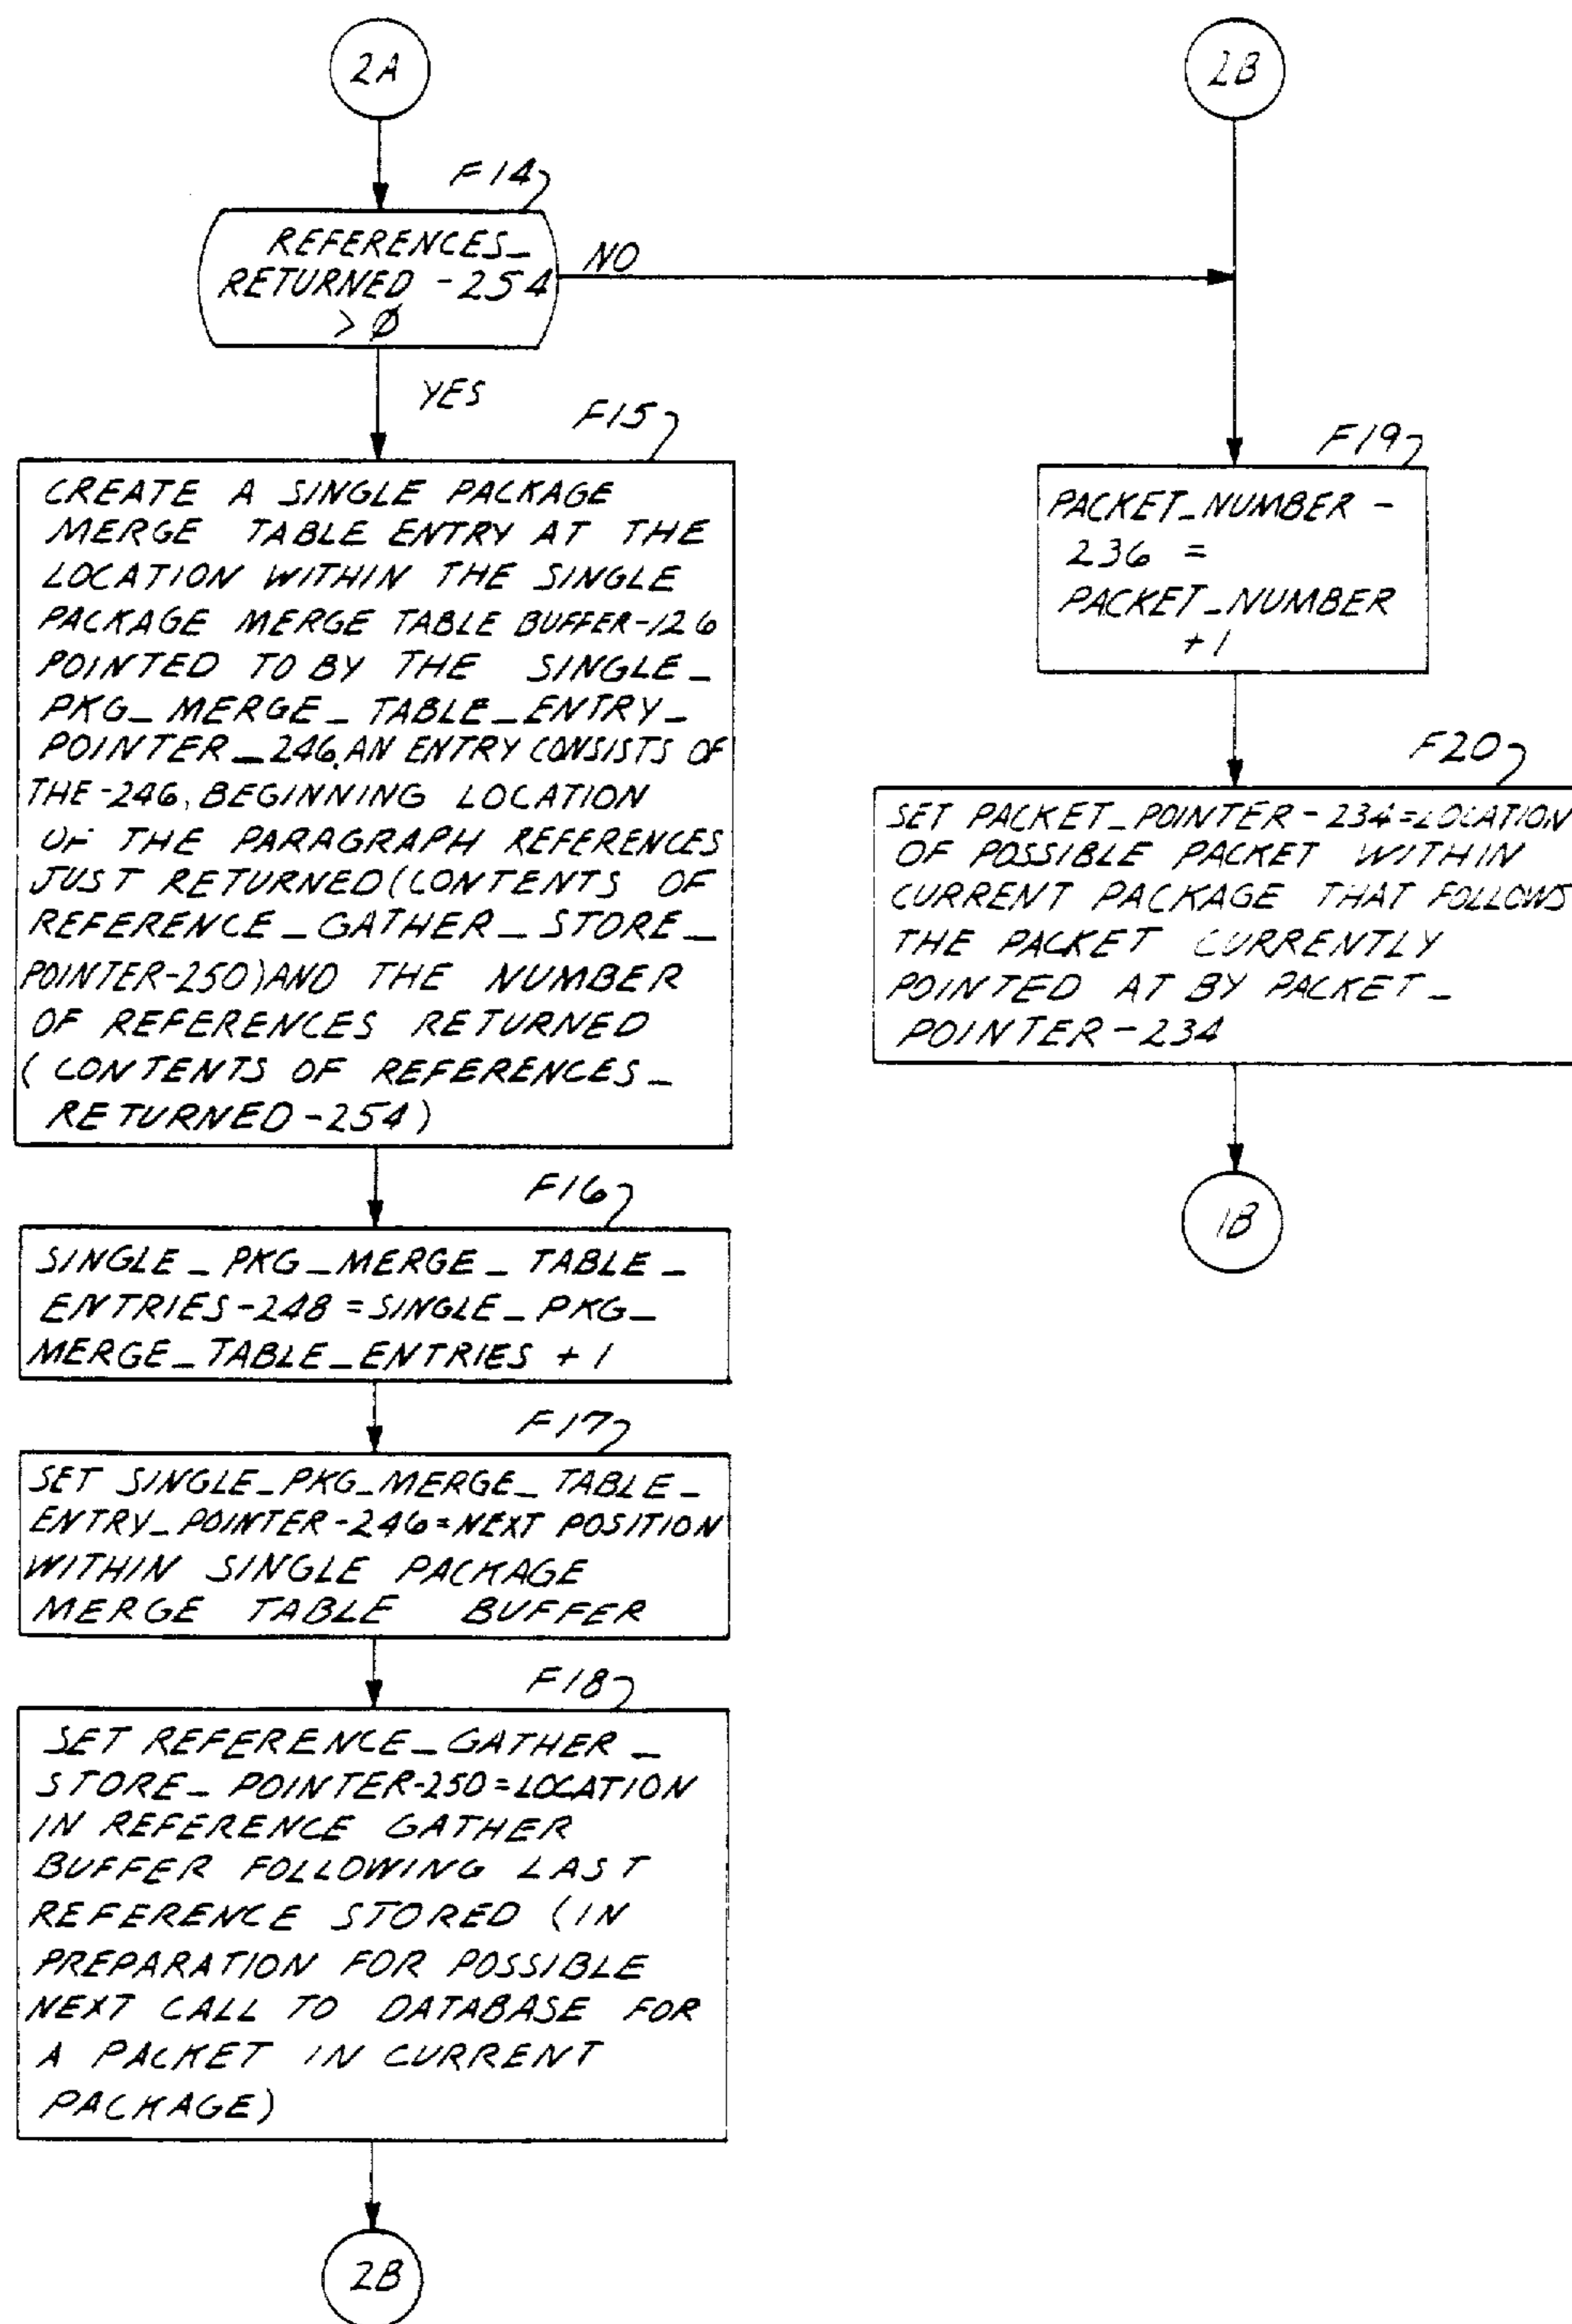 2A
F14
REFERENCES_
RETURNED -254
> Ø
NO
YES
F15
CREATE A SINGLE PACKAGE
MERGE TABLE ENTRY AT THE
LOCATION WITHIN THE SINGLE
PACKAGE MERGE TABLE BUFFER-126
POINTED TO BY THE SINGLE_
PKG_MERGE_TABLE_ENTRY_
POINTER_246. AN ENTRY CONSISTS OF
THE-246, BEGINNING LOCATION
OF THE PARAGRAPH REFERENCES
JUST RETURNED (CONTENTS OF
REFERENCE_GATHER_STORE_
POINTER-250) AND THE NUMBER
OF REFERENCES RETURNED
(CONTENTS OF REFERENCES_
RETURNED-254)
F16
SINGLE_PKG_MERGE_TABLE_
ENTRIES-248 = SINGLE_PKG_
MERGE_TABLE_ENTRIES + 1
F17
SET SINGLE_PKG_MERGE_TABLE_
ENTRY_POINTER-246=NEXT POSITION
WITHIN SINGLE PACKAGE
MERGE TABLE BUFFER
F18
SET REFERENCE_GATHER_
STORE_POINTER-250=LOCATION
IN REFERENCE GATHER
BUFFER FOLLOWING LAST
REFERENCE STORED (IN
PREPARATION FOR POSSIBLE
NEXT CALL TO DATABASE FOR
A PACKET IN CURRENT
PACKAGE)
2B
2B
F19
PACKET_NUMBER -
236 =
PACKET_NUMBER
+1
F20
SET PACKET_POINTER-234=LOCATION
OF POSSIBLE PACKET WITHIN
CURRENT PACKAGE THAT FOLLOWS
THE PACKET CURRENTLY
POINTED AT BY PACKET_
POINTER-234
1B